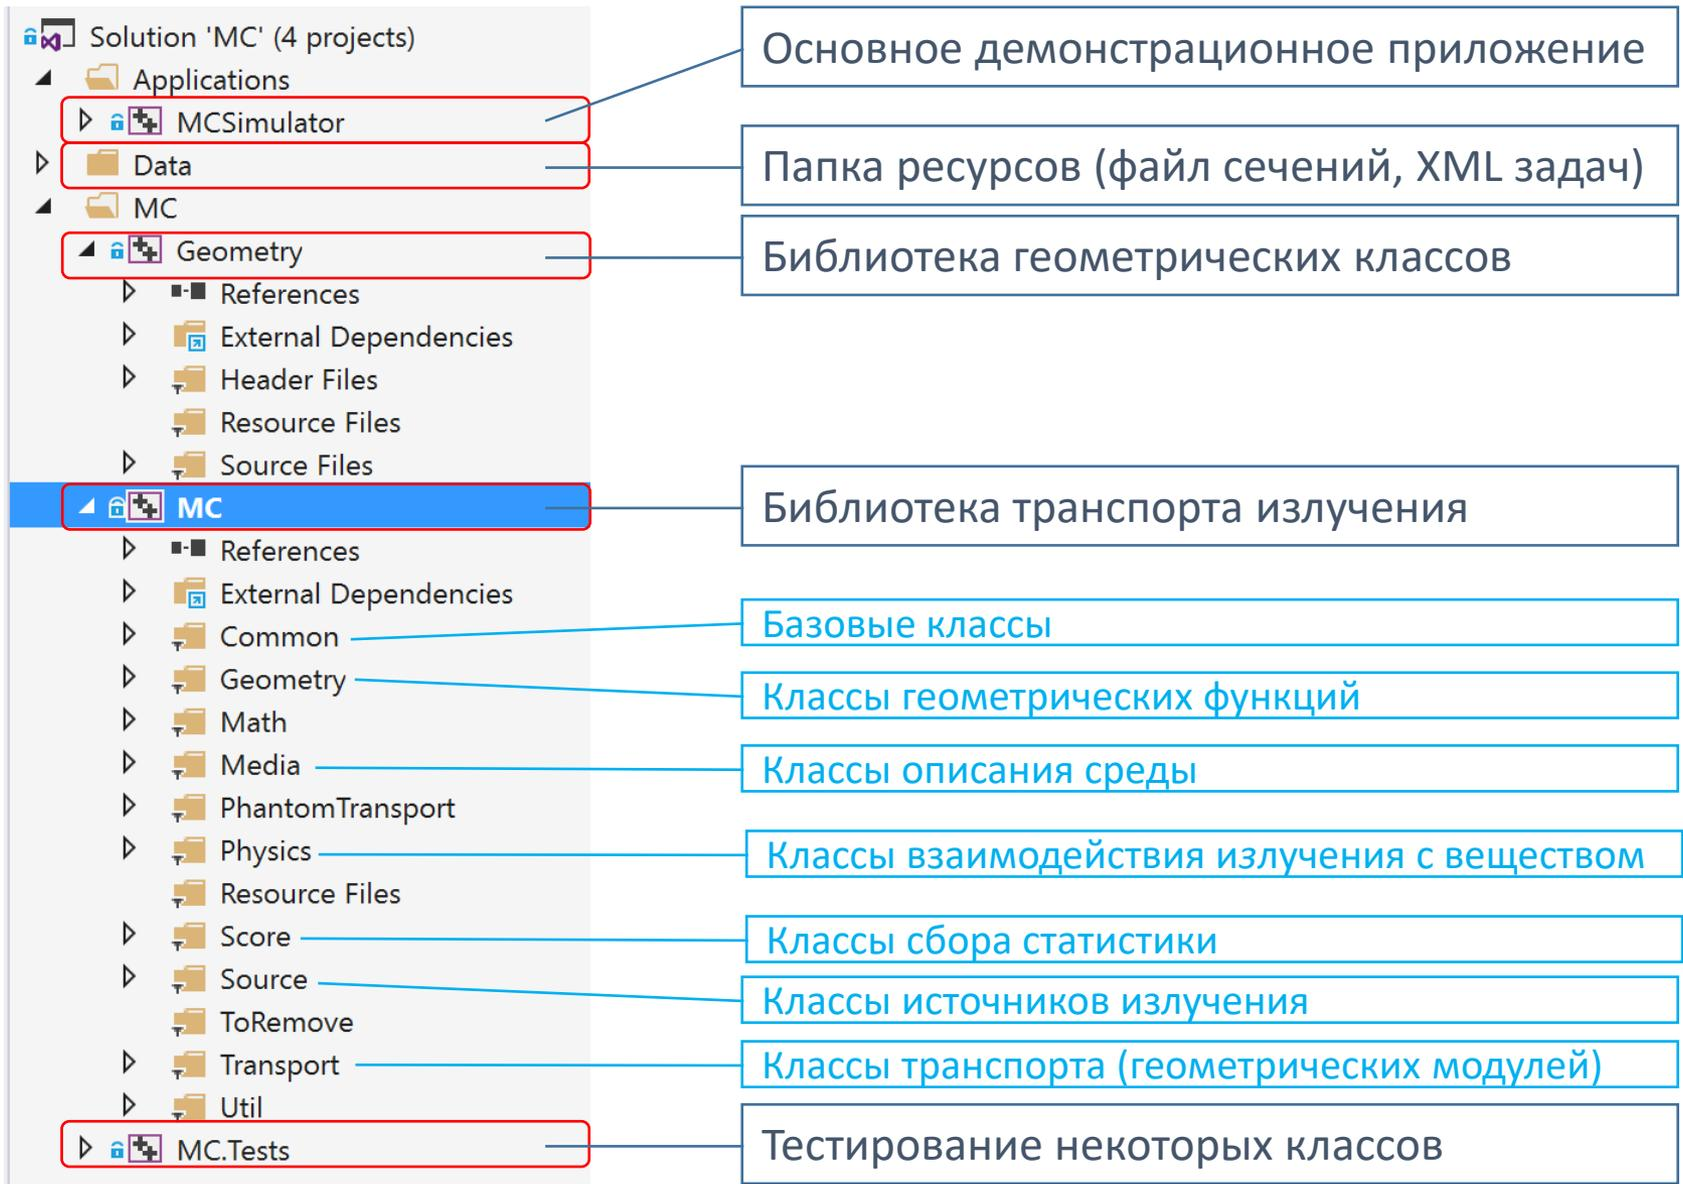 Solution 'MC' (4 projects)
Основное демонстрационное приложение
Applications
MCSimulator
Data
Папка ресурсов (файл сечений, XML задач)
MC
Geometry
Библиотека геометрических классов
References
External Dependencies
Header Files
Resource Files
Source Files
MC
Библиотека транспорта излучения
References
External Dependencies
Common
Базовые классы
Geometry
Классы геометрических функций
Math
Media
Классы описания среды
PhantomTransport
Physics
Классы взаимодействия излучения с веществом
Resource Files
Score
Классы сбора статистики
Source
Классы источников излучения
ToRemove
Transport
Классы транспорта (геометрических модулей)
Util
MC.Tests
Тестирование некоторых классов